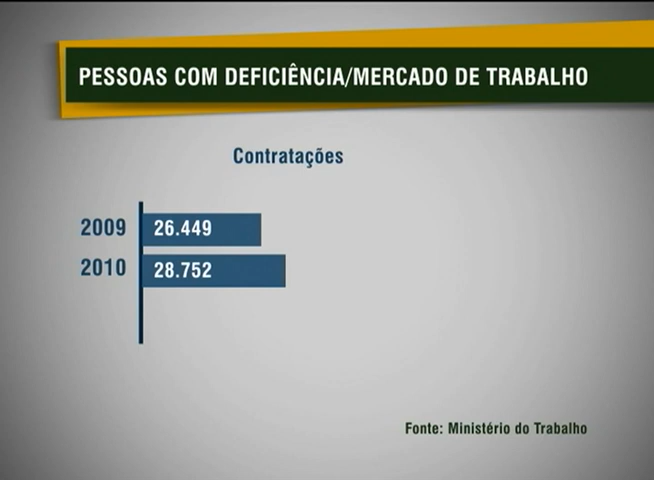 PESSOAS COM DEFICIÊNCIA/MERCADO DE TRABALHO
Contratações
2009 26.449
2010 28.752
Fonte: Ministério do Trabalho